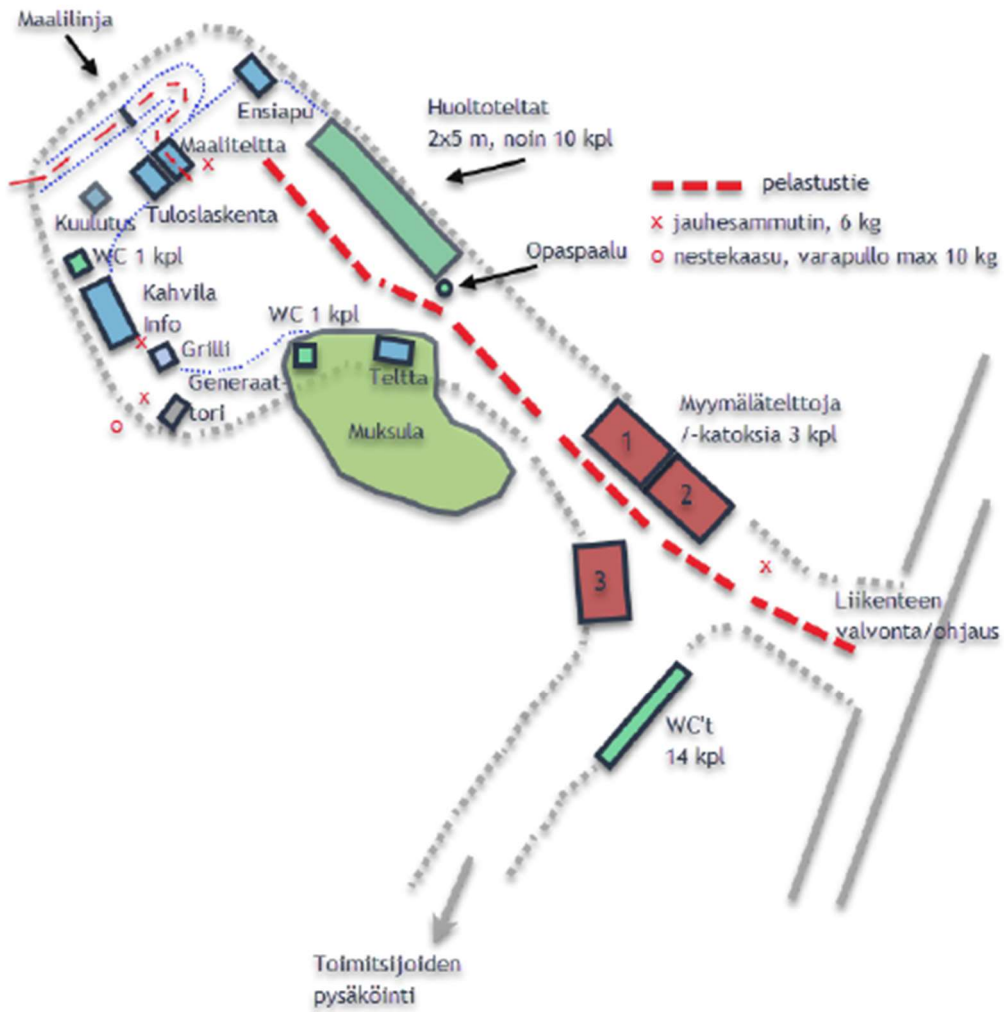 Maalilinja
Ensiapu
Huoltoteltat
2x5 m, noin 10 kpl
Maaliteltta
pelastustie
Tuloslaskenta
Kuulutus
x jauhesammutin, 6 kg
o nestekaasu, varapullo max 10 kg
WC 1 kpl
Opaspaalu
Kahvila
Info
WC 1 kpl
Grilli
Generaat-
tori
Teltta
Muksula
Myymälätelttoja
/-katoksia 3 kpl
1
2
3
Liikenteen
valvonta/ohjaus
WC't
14 kpl
Toimitsijoiden
pysäköinti